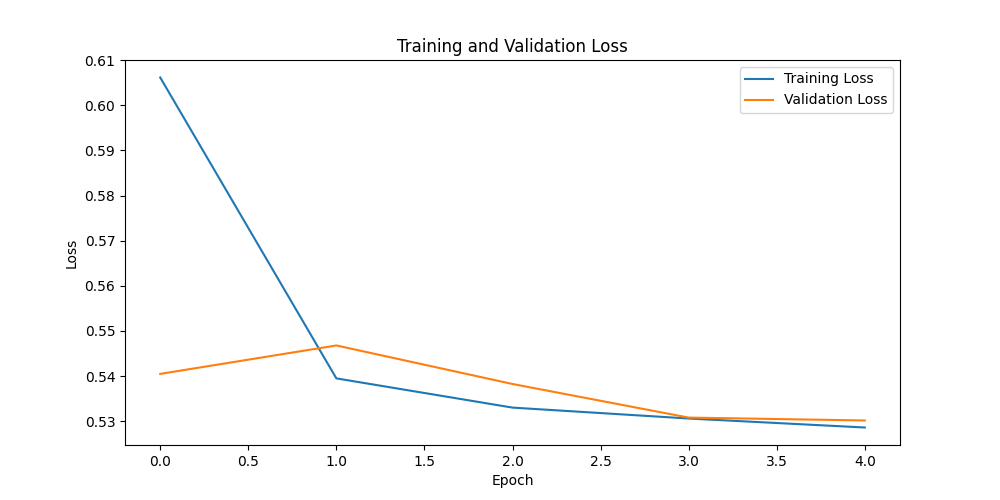 Training and Validation Loss
Training Loss
Validation Loss
0.61
0.60
0.59
0.58
0.57
0.56
0.55
0.54
0.53
Loss
0.0 0.5 1.0 1.5 2.0 2.5 3.0 3.5 4.0
Epoch